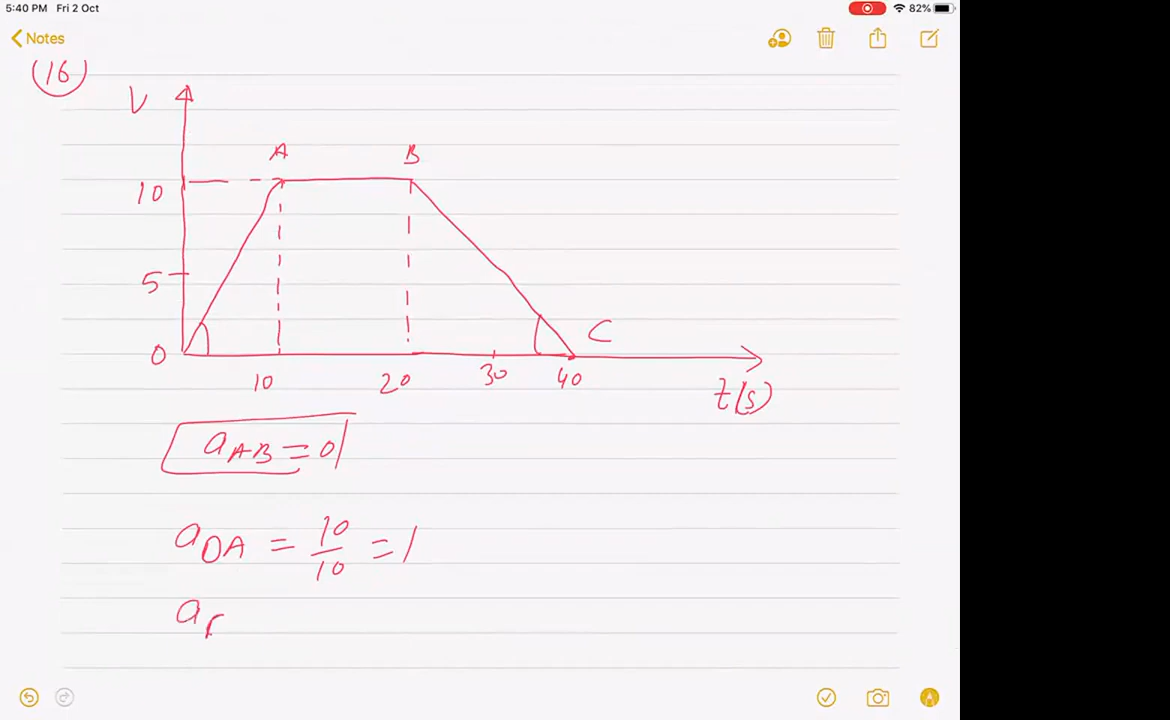 5:40 PM Fri 2 Oct
82%
Notes
16
V
A B
10
5
C
0
10 20 30 40
t(s)
a_AB = 0
a_OA = 10/10 = 1
a